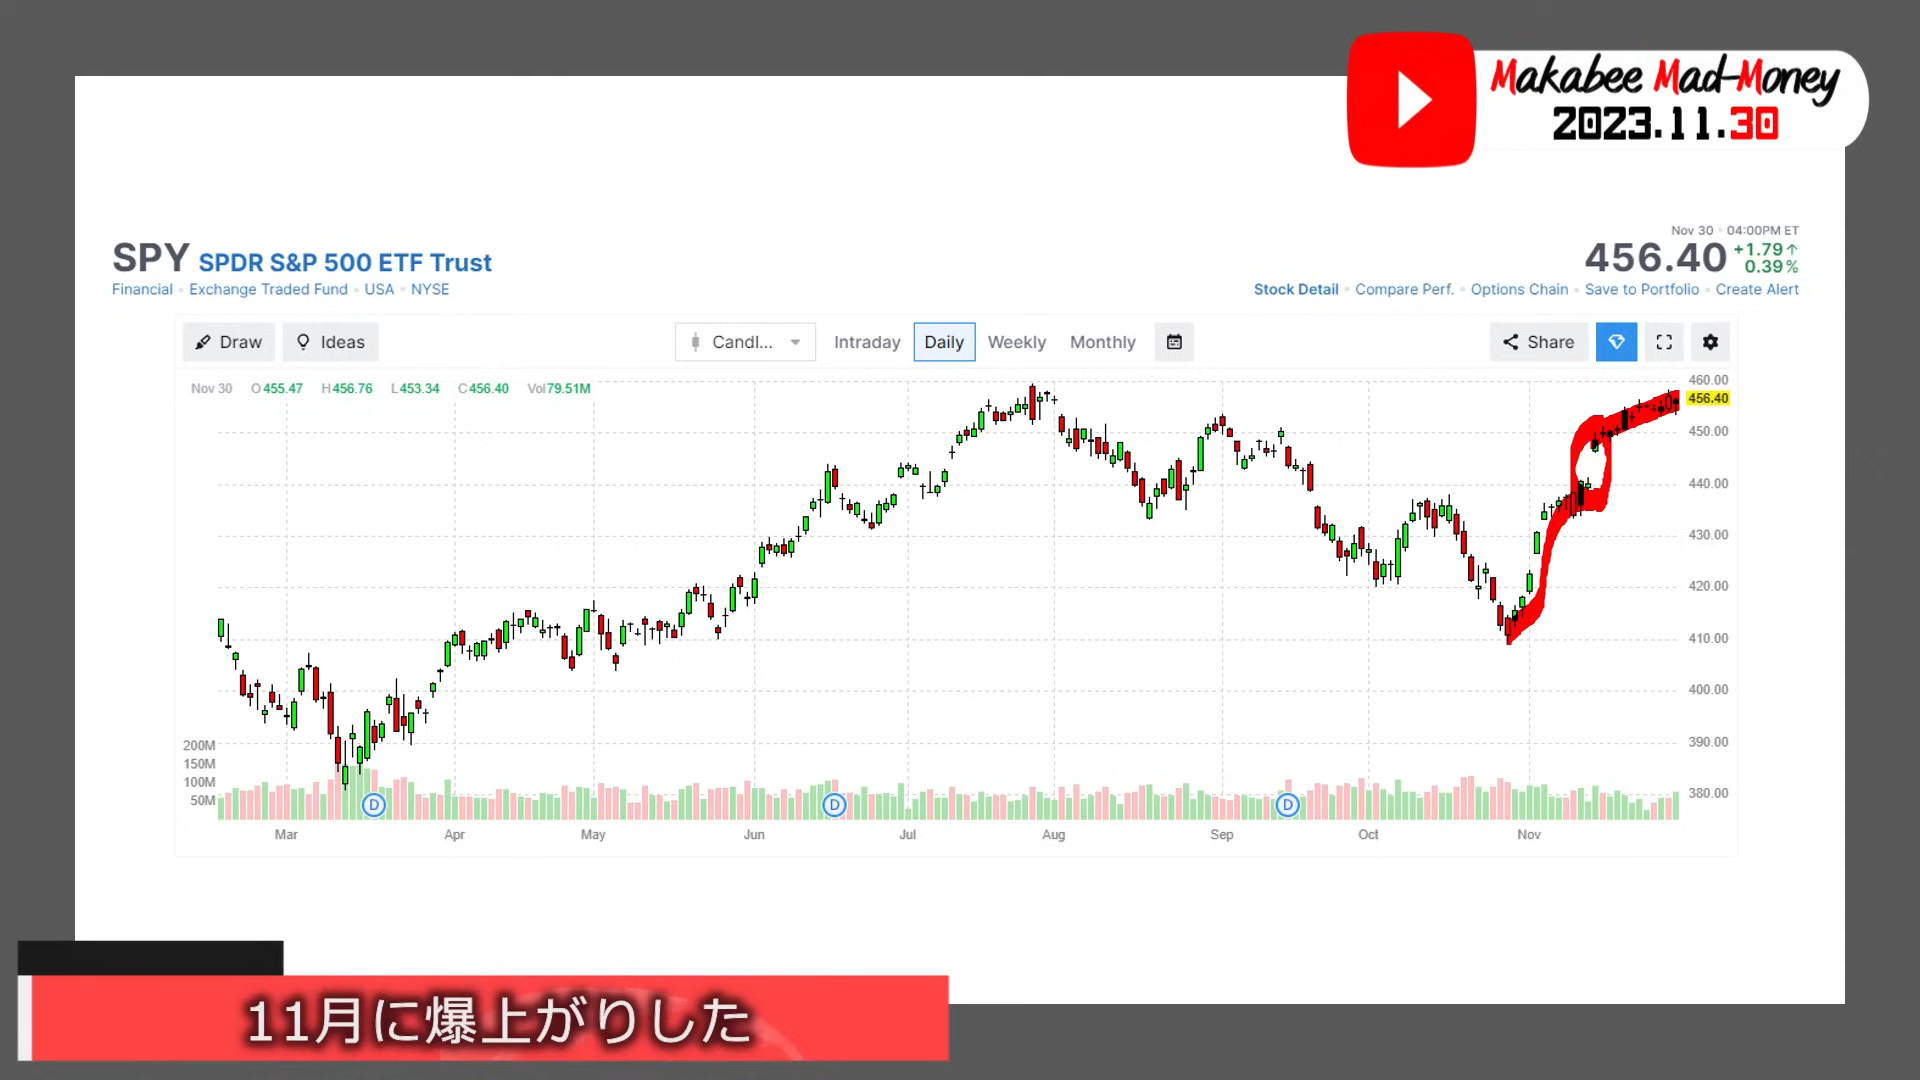 Makabee Mad-Money
2023.11.30
Nov 30 • 04:00PM ET
SPY SPDR S&P 500 ETF Trust
456.40 +1.79↑
0.39%
Financial • Exchange Traded Fund • USA • NYSE
Stock Detail • Compare Perf. • Options Chain • Save to Portfolio • Create Alert
Draw Ideas Candl... Intraday Daily Weekly Monthly Share
Nov 30 O455.47 H456.76 L453.34 C456.40 Vol79.51M
460.00
456.40
450.00
440.00
430.00
420.00
410.00
400.00
390.00
380.00
200M
150M
100M
50M
D D D
Mar Apr May Jun Jul Aug Sep Oct Nov
11月に爆上がりした